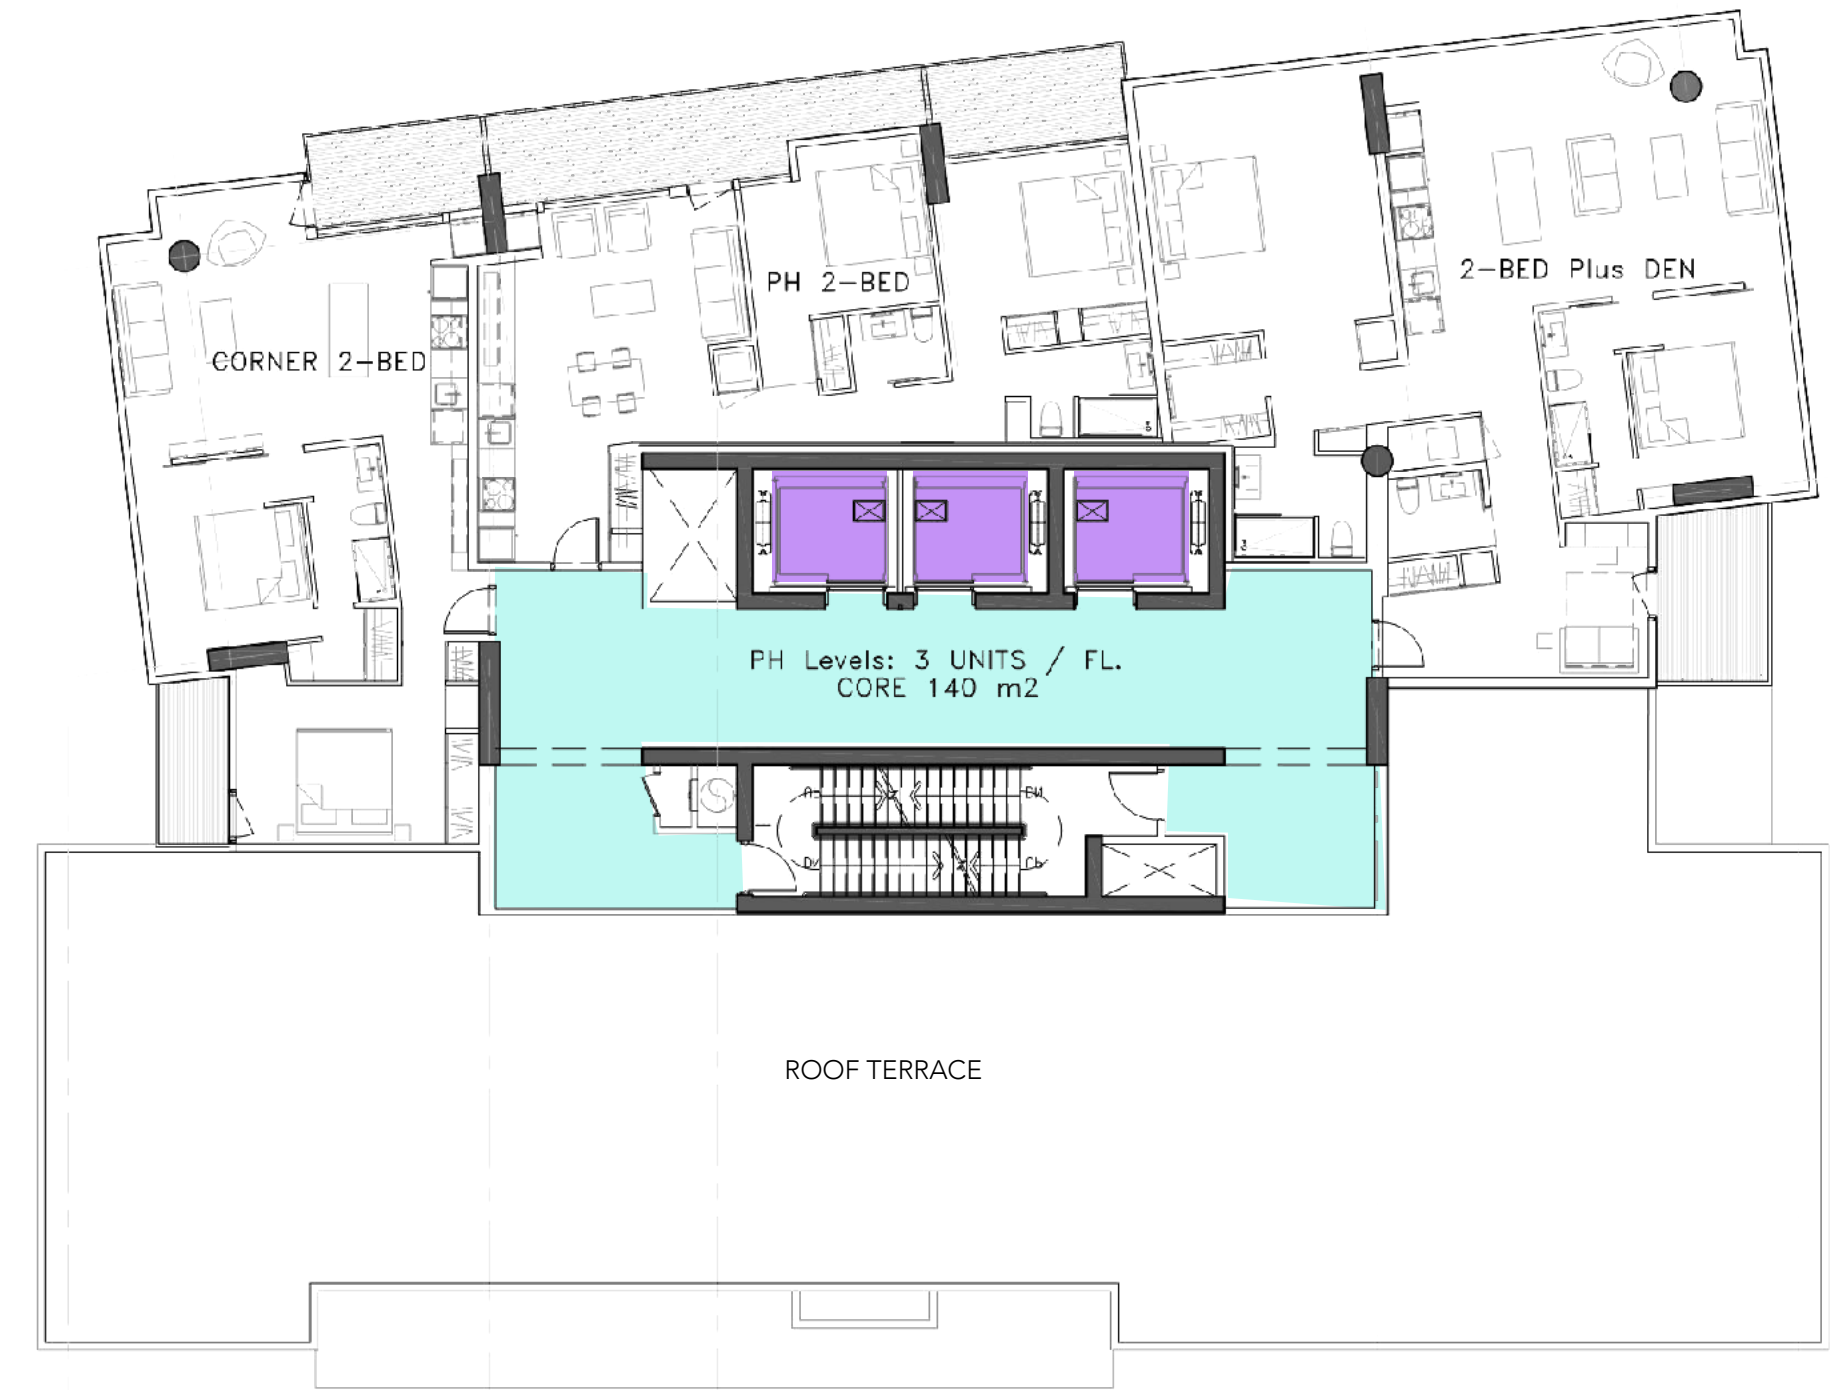 2-BED Plus DEN
PH 2-BED
CORNER 2-BED
PH Levels: 3 UNITS / FL.
CORE 140 m2
DN
ROOF TERRACE